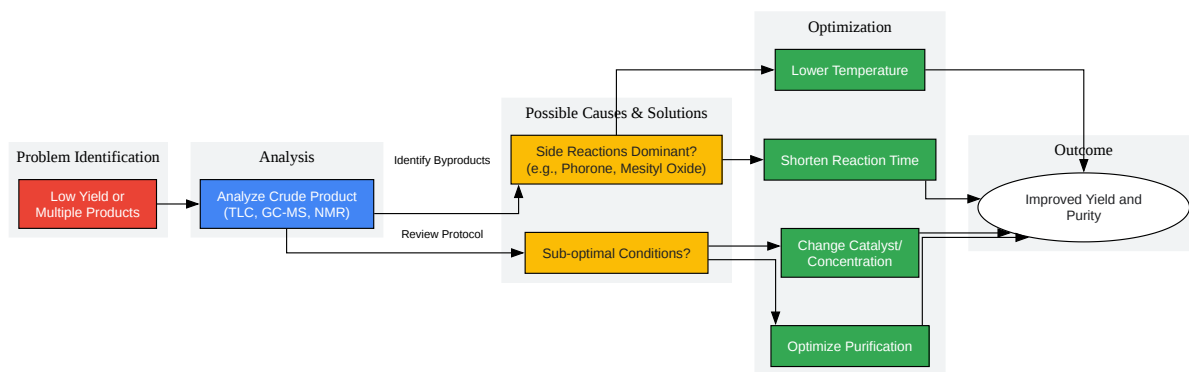 Problem Identification
Low Yield or
Multiple Products
Analysis
Analyze Crude Product
(TLC, GC-MS, NMR)
Identify Byproducts
Review Protocol
Possible Causes & Solutions
Side Reactions Dominant?
(e.g., Phorone, Mesityl Oxide)
Sub-optimal Conditions?
Optimization
Lower Temperature
Shorten Reaction Time
Change Catalyst/
Concentration
Optimize Purification
Outcome
Improved Yield and
Purity